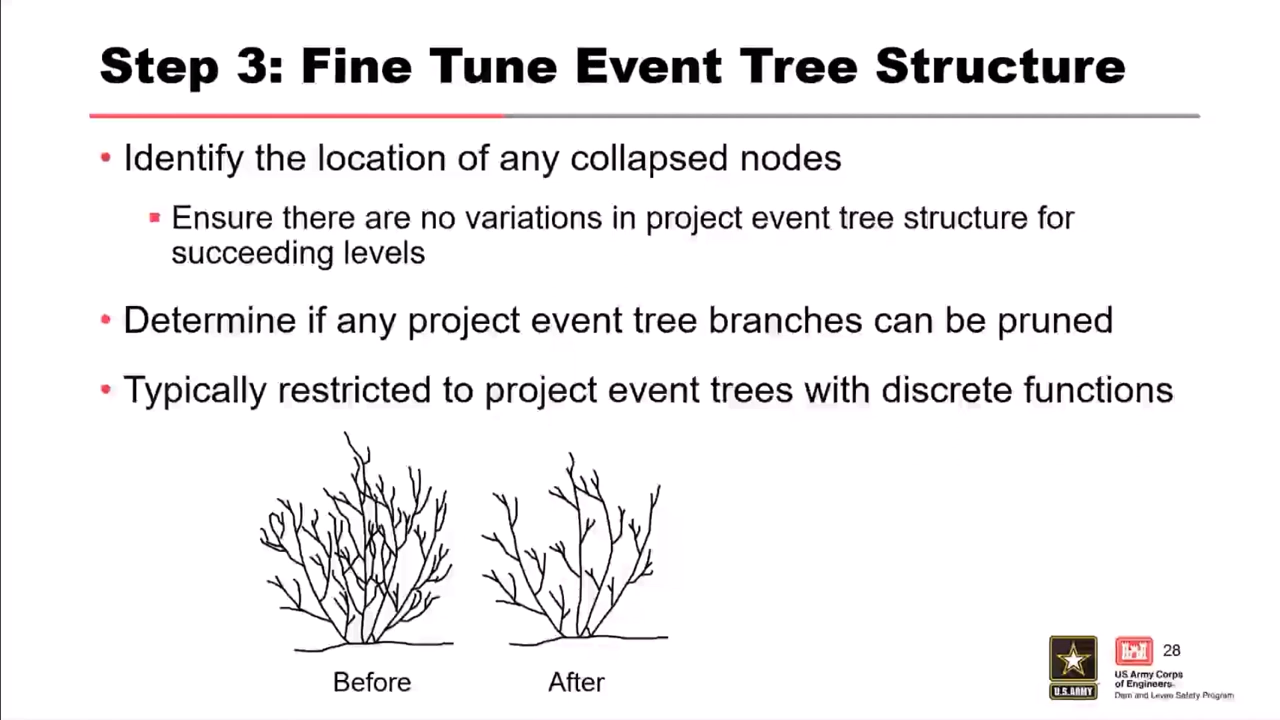 Step 3: Fine Tune Event Tree Structure
• Identify the location of any collapsed nodes
▪ Ensure there are no variations in project event tree structure for
succeeding levels
• Determine if any project event tree branches can be pruned
• Typically restricted to project event trees with discrete functions
Before
After
U.S. ARMY
28
US Army Corps
of Engineers
Dam and Levee Safety Program